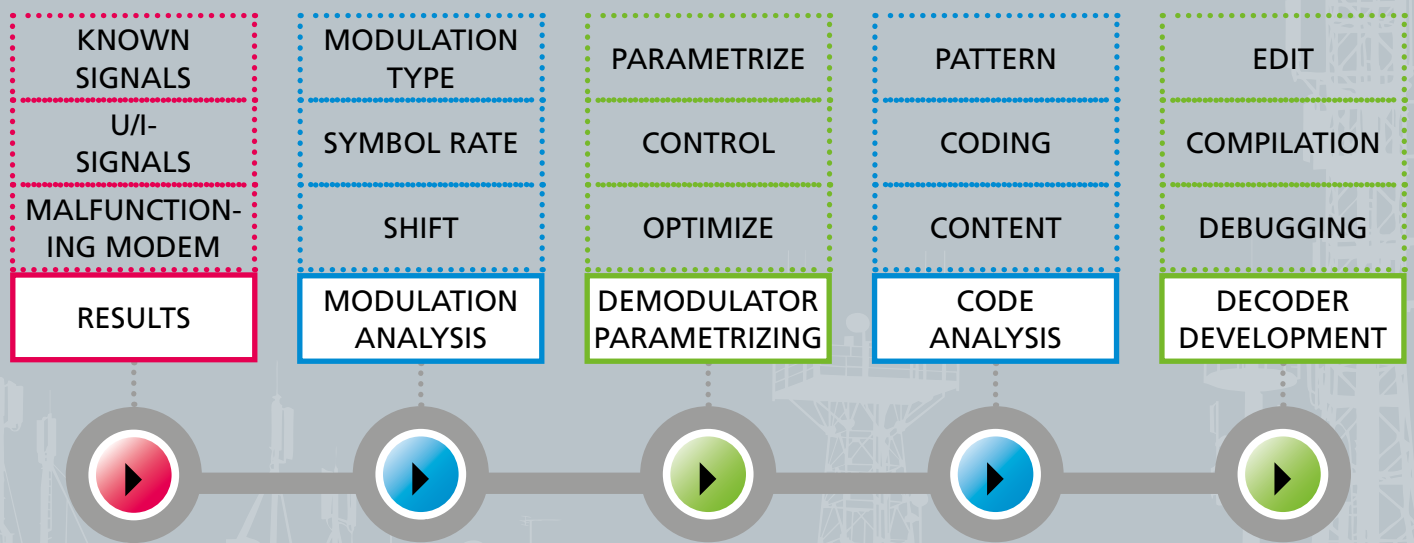 KNOWN
SIGNALS
U/I-
SIGNALS
MALFUNCTION-
ING MODEM
RESULTS
MODULATION
TYPE
SYMBOL RATE
SHIFT
MODULATION
ANALYSIS
PARAMETRIZE
CONTROL
OPTIMIZE
DEMODULATOR
PARAMETRIZING
PATTERN
CODING
CONTENT
CODE
ANALYSIS
EDIT
COMPILATION
DEBUGGING
DECODER
DEVELOPMENT